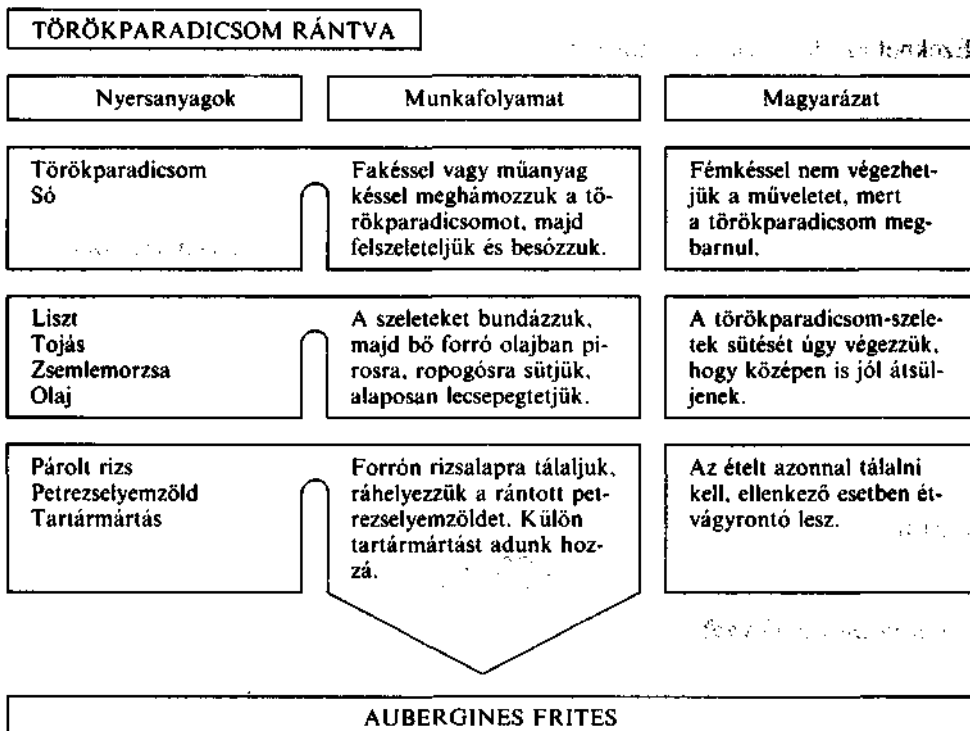 TÖRÖKPARADICSOM RÁNTVA
Nyersanyagok
Munkafolyamat
Magyarázat
Törökparadicsom
Só
Fakéssel vagy műanyag
késsel meghámozzuk a tö-
rökparadicsomot, majd
felszeleteljük és besózzuk.
Fémkéssel nem végezhet-
jük a műveletet, mert
a törökparadicsom meg-
barnul.
Liszt
Tojás
Zsemlemorzsa
Olaj
A szeleteket bundázzuk,
majd bő forró olajban pi-
rosra, ropogósra sütjük,
alaposan lecsepegtetjük.
A törökparadicsom-szele-
tek sütését úgy végezzük,
hogy középen is jól átsül-
jenek.
Párolt rizs
Petrezselyemzöld
Tartármártás
Forrón rizsalapra tálaljuk,
ráhelyezzük a rántott pet-
rezselyemzöldet. Külön
tartármártást adunk hoz-
zá.
Az ételt azonnal tálalni
kell, ellenkező esetben ét-
vágyrontó lesz.
AUBERGINES FRITES